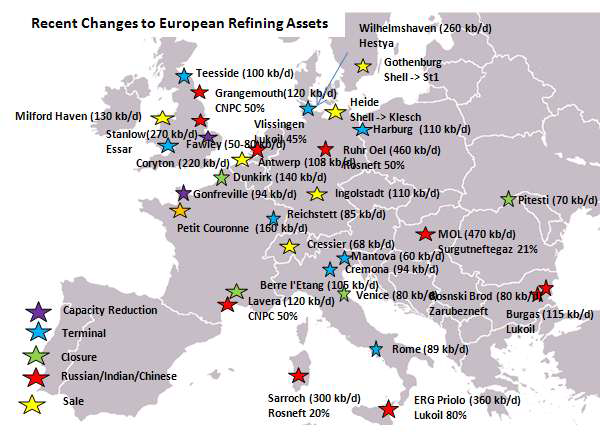 Recent Changes to European Refining Assets
Wilhelmshaven (260 kb/d)
Hestya
Gothenburg
Shell -> St1
Teesside (100 kb/d)
Grangemouth(120 kb/d)
CNPC 50%
Heide
Shell -> Klesch
Milford Haven (130 kb/d)
Vlissingen
Lukoil 45%
Harburg (110 kb/d)
Stanlow(270 kb/d)
Essar
Fawley (50-80 kb/d)
Ruhr Oel (460 kb/d)
Rosneft 50%
Coryton (220 kb/d)
Antwerp (108 kb/d)
Dunkirk (140 kb/d)
Gonfreville (94 kb/d)
Ingolstadt (110 kb/d)
Pitesti (70 kb/d)
Reichstett (85 kb/d)
Petit Couronne (160 kb/d)
MOL (470 kb/d)
Surgutneftegaz 21%
Cressier (68 kb/d)
Mantova (60 kb/d)
Cremona (94 kb/d)
Berre l'Etang (105 kb/d)
Venice (80 kb/d)
Bosnski Brod (80 kb/d)
Zarubezneft
Lavera (120 kb/d)
CNPC 50%
Burgas (115 kb/d)
Lukoil
Capacity Reduction
Terminal
Closure
Russian/Indian/Chinese
Sale
Rome (89 kb/d)
Sarroch (300 kb/d)
Rosneft 20%
ERG Priolo (360 kb/d)
Lukoil 80%